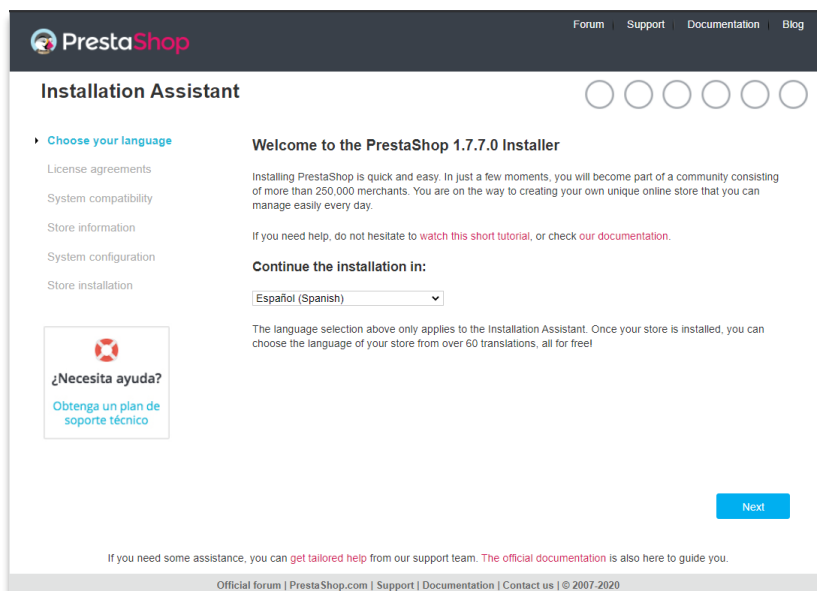 PrestaShop
Forum Support Documentation Blog
Installation Assistant
Choose your language
License agreements
System compatibility
Store information
System configuration
Store installation
¿Necesita ayuda?
Obtenga un plan de
soporte técnico
Welcome to the PrestaShop 1.7.7.0 Installer
Installing PrestaShop is quick and easy. In just a few moments, you will become part of a community consisting
of more than 250,000 merchants. You are on the way to creating your own unique online store that you can
manage easily every day.
If you need help, do not hesitate to watch this short tutorial, or check our documentation.
Continue the installation in:
Español (Spanish)
The language selection above only applies to the Installation Assistant. Once your store is installed, you can
choose the language of your store from over 60 translations, all for free!
Next
If you need some assistance, you can get tailored help from our support team. The official documentation is also here to guide you.
Official forum | PrestaShop.com | Support | Documentation | Contact us | © 2007-2020